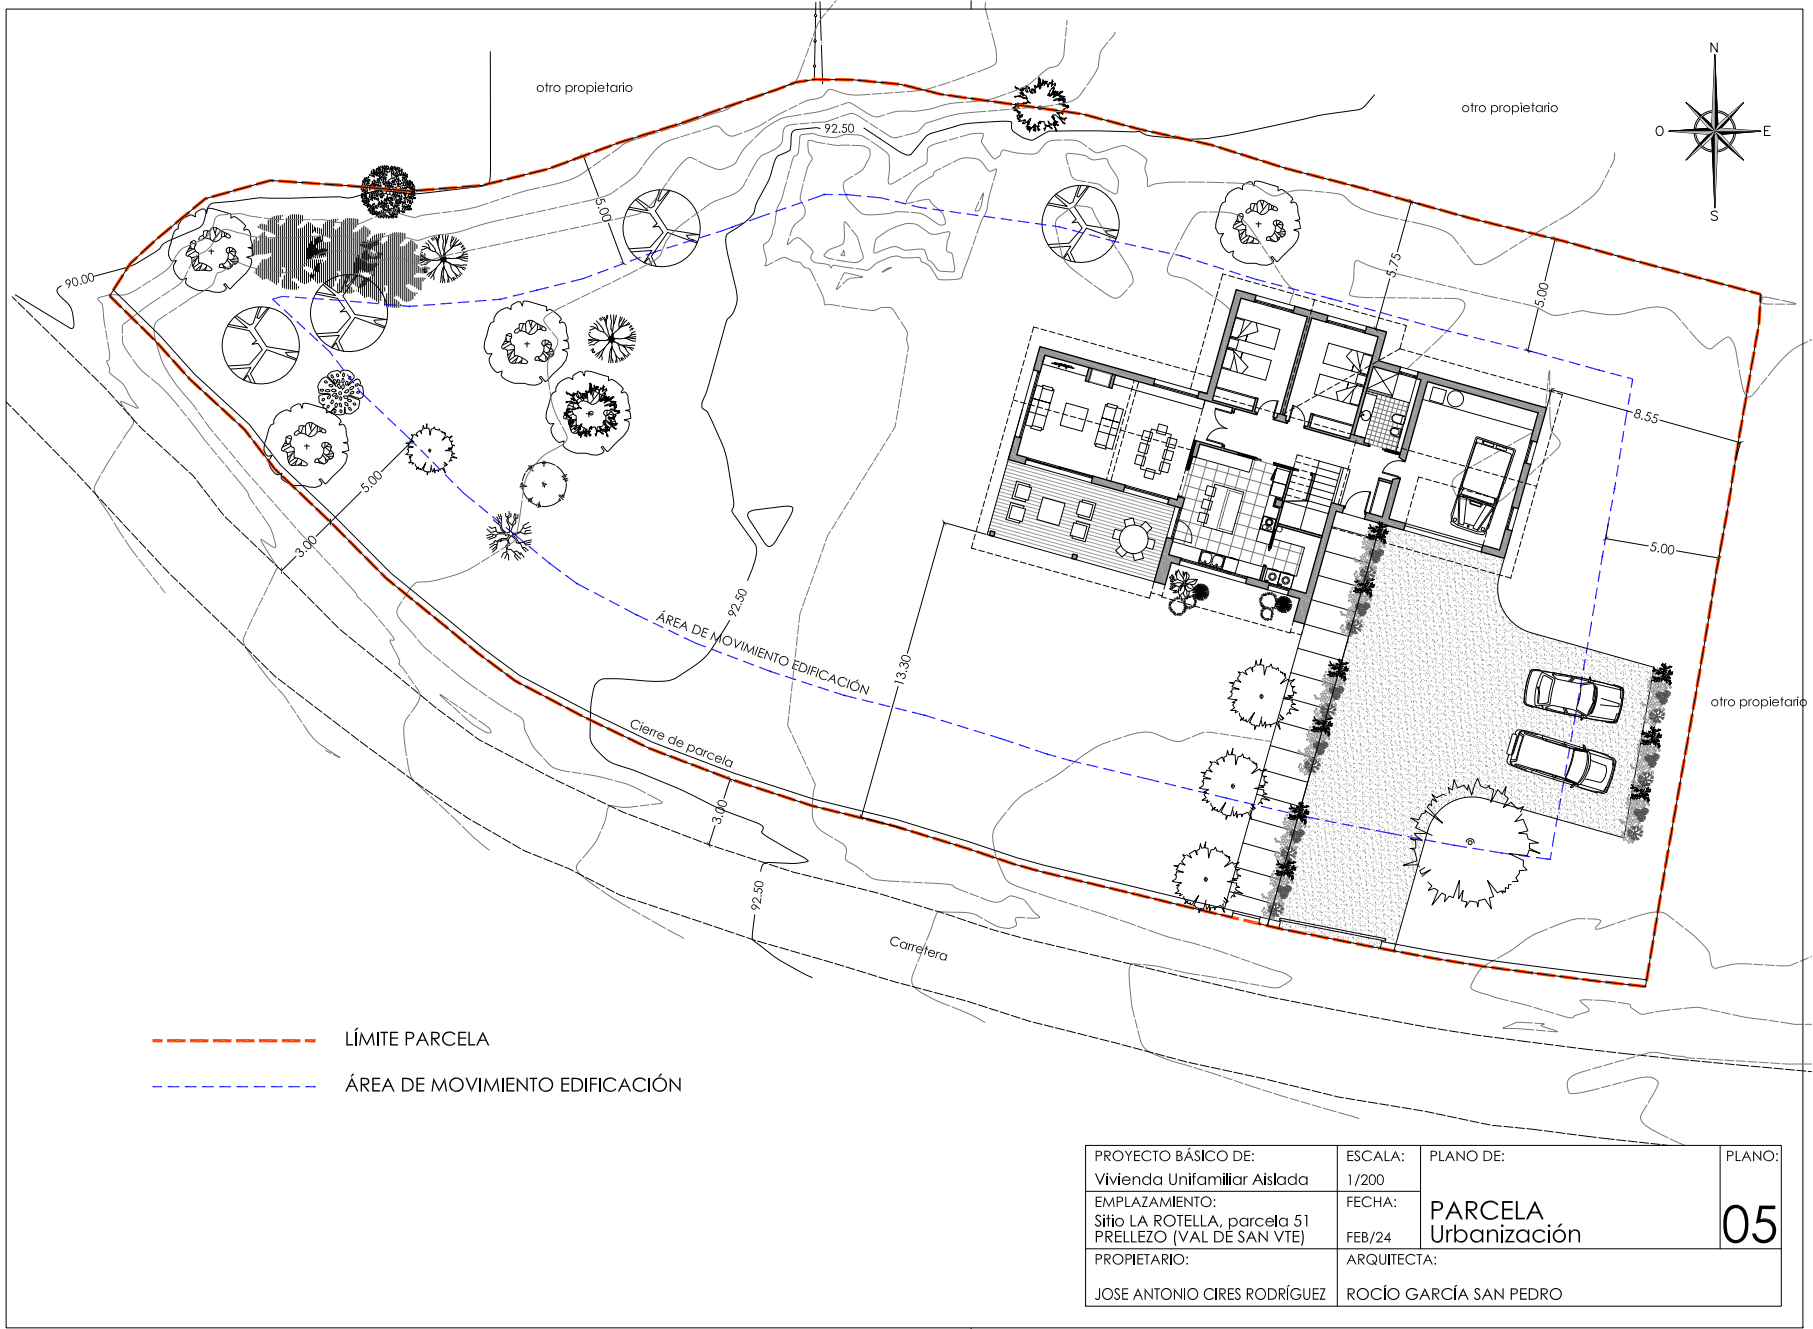 otro propietario
otro propietario
N
O
E
S
92.50
5.00
90.00
5.75
5.00
8.55
5.00
5.00
3.00
92.50
ÁREA DE MOVIMIENTO EDIFICACIÓN
13.30
otro propietario
Cierre de parcela
3.00
92.50
Carretera
LÍMITE PARCELA
ÁREA DE MOVIMIENTO EDIFICACIÓN
PROYECTO BÁSICO DE:
Vivienda Unifamiliar Aislada
ESCALA:
1/200
PLANO DE:
PARCELA
Urbanización
PLANO:
05
EMPLAZAMIENTO:
Sitio LA ROTELLA, parcela 51
PRELLEZO (VAL DE SAN VTE)
FECHA:
FEB/24
PROPIETARIO:
JOSE ANTONIO CIRES RODRÍGUEZ
ARQUITECTA:
ROCÍO GARCÍA SAN PEDRO